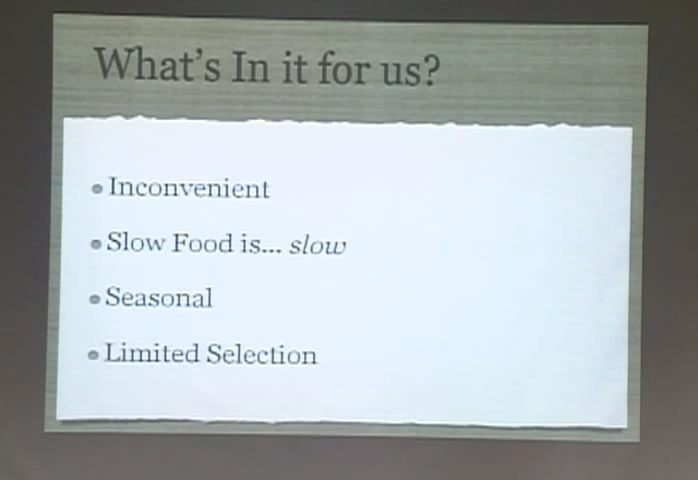 What's In it for us?
Inconvenient
Slow Food is... slow
Seasonal
Limited Selection